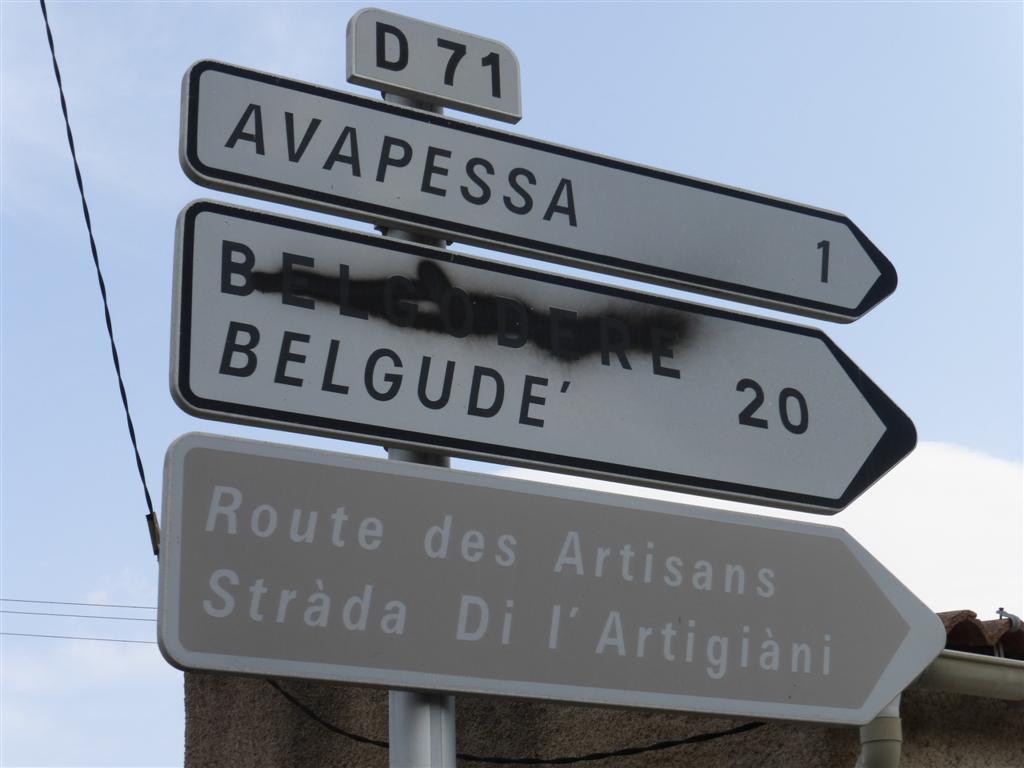 D 71
AVAPESSA 1
BELGODERE
BELGUDE' 20
Route des Artisans
Stràda Di l'Artigiàni